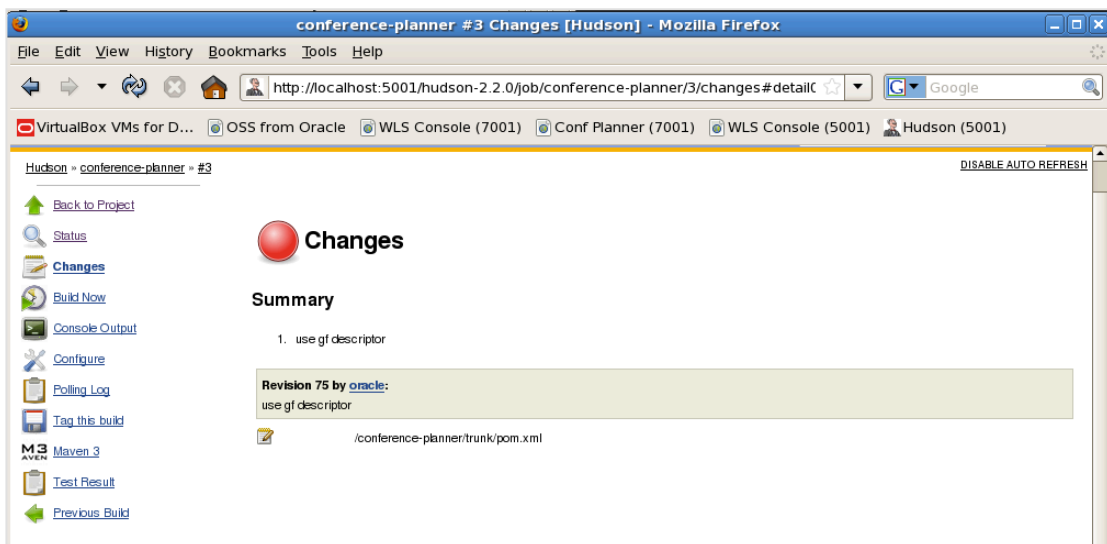 conference-planner #3 Changes [Hudson] - Mozilla Firefox
File Edit View History Bookmarks Tools Help
http://localhost:5001/hudson-2.2.0/job/conference-planner/3/changes#detail0 G Google
VirtualBox VMs for D... OSS from Oracle WLS Console (7001) Conf Planner (7001) WLS Console (5001) Hudson (5001)
Hudson » conference-planner » #3 DISABLE AUTO REFRESH
Back to Project
Status
Changes
Build Now
Console Output
Configure
Polling Log
Tag this build
M3 AVEN Maven 3
Test Result
Previous Build
Changes
Summary
1. use gf descriptor
Revision 75 by oracle:
use gf descriptor
/conference-planner/trunk/pom.xml